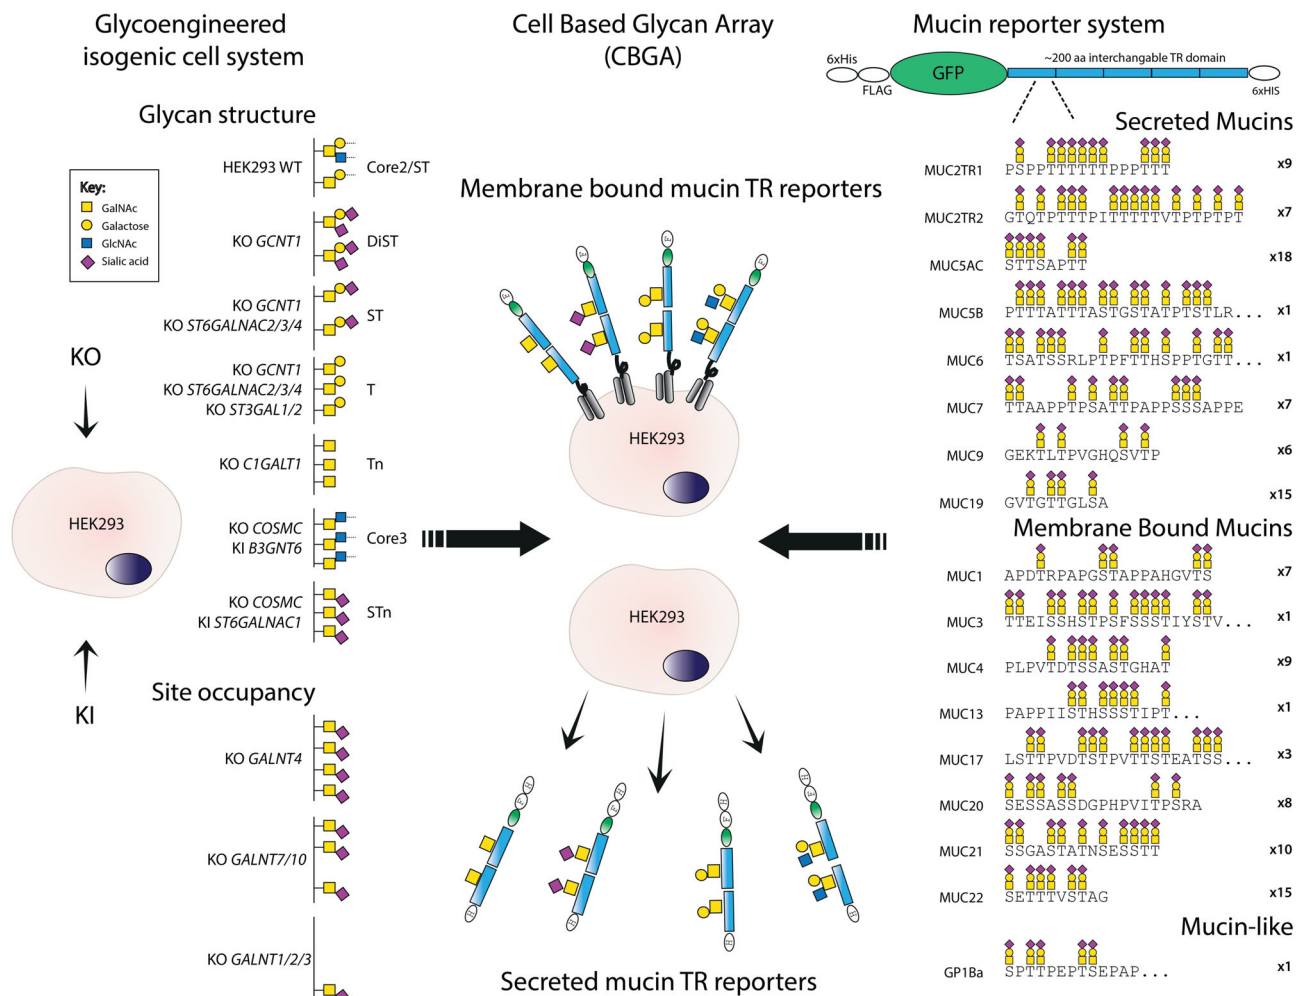 Glycoengineered
isogenic cell system
Glycan structure
Key:
GalNAc
Galactose
GlcNAc
Sialic acid
HEK293 WT
Core2/ST
KO GCNT1
DiST
KO GCNT1
KO ST6GALNAC2/3/4
ST
KO GCNT1
KO ST6GALNAC2/3/4
KO ST3GAL1/2
T
KO C1GALT1
Tn
KO COSMC
KI B3GNT6
Core3
KO COSMC
KI ST6GALNAC1
STn
KO
HEK293
KI
Site occupancy
KO GALNT4
KO GALNT7/10
KO GALNT1/2/3
Cell Based Glycan Array
(CBGA)
Membrane bound mucin TR reporters
F
F
F
F
HEK293
HEK293
H
F
H
H
F
H
H
F
H
H
F
H
Secreted mucin TR reporters
Mucin reporter system
6xHis
FLAG
GFP
~200 aa interchangable TR domain
6xHIS
Secreted Mucins
MUC2TR1 PSPPTTTTTTPPPTTT x9
MUC2TR2 GTQTPTTTPITTTTTVTPTPTPT x7
MUC5AC STTSAPTT x18
MUC5B PTTTATTTASTGSTATPTSTLR... x1
MUC6 TSATSSRLPTPFTTHSPPTGTT... x1
MUC7 TTAAPPTPSATTPAPPSSSAPPE x7
MUC9 GEKTLTPVGHQSVTP x6
MUC19 GVTGTTGLSA x15
Membrane Bound Mucins
MUC1 APDTRPAPGSTAPPAHGVTS x7
MUC3 TTEISSHSTPSFSSSTIYSTV... x1
MUC4 PLPVTDTSSASTGHAT x9
MUC13 PAPPIISTHSSSTIPT... x1
MUC17 LSTTPVDTSTPVTTSTEATSS... x3
MUC20 SESSASSDGPHPVITPSRA x8
MUC21 SSGASTATNSESSTT x10
MUC22 SETTTVSTAG x15
Mucin-like
GP1Ba SPTTPEPTSEPAP... x1